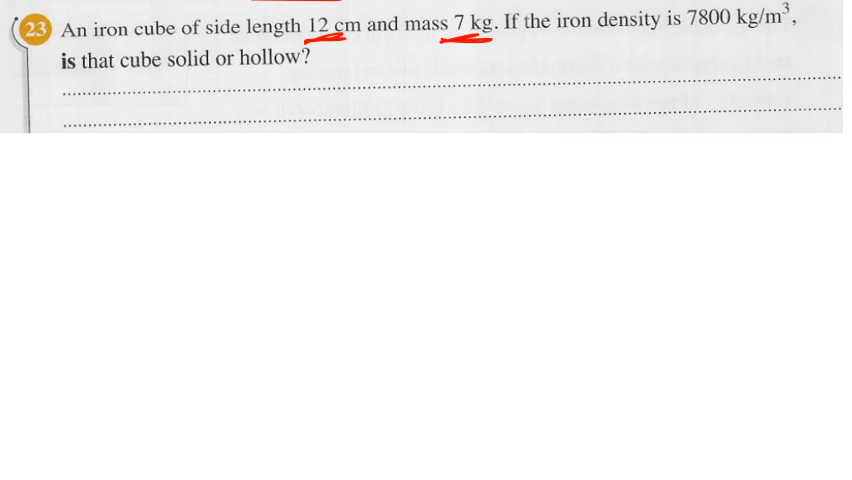 23 An iron cube of side length 12 cm and mass 7 kg. If the iron density is 7800 kg/m³,
is that cube solid or hollow?